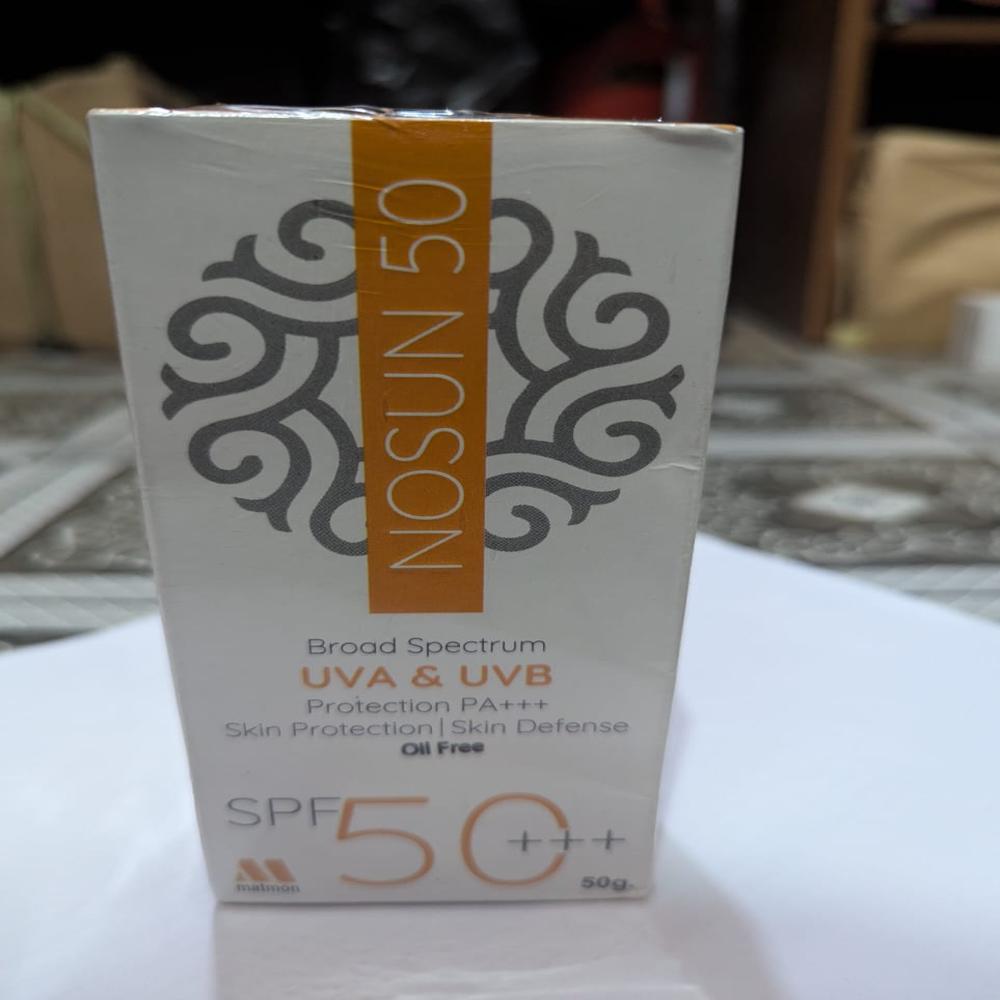 NOSUN 50
Broad Spectrum
UVA & UVB
Protection PA+++
Skin Protection | Skin Defense
Oil Free
SPF 50+++
malmon
50g.